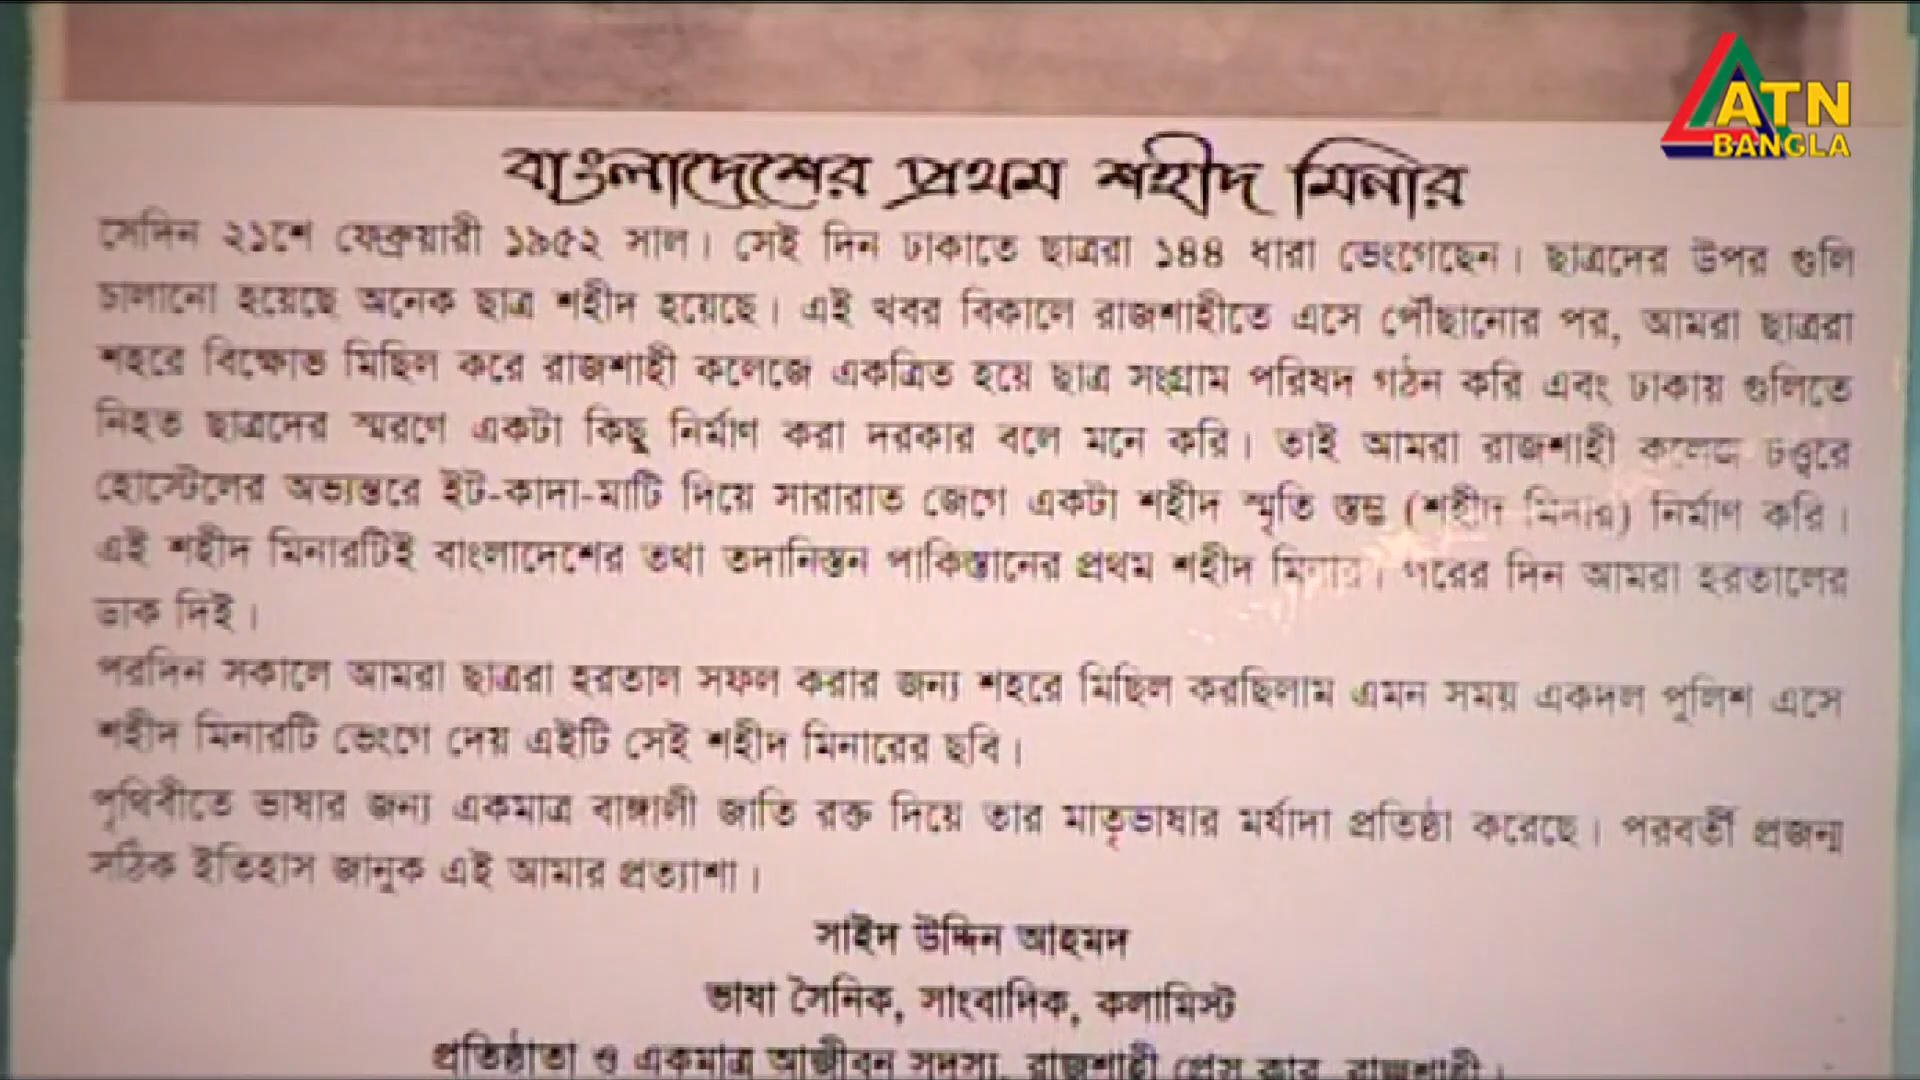 ATN
BANGLA
বাংলাদেশের প্রথম শহীদ মিনার
সেদিন ২১শে ফেব্রুয়ারী ১৯৫২ সাল। সেই দিন ঢাকাতে ছাত্ররা ১৪৪ ধারা ভেংগেছেন। ছাত্রদের উপর গুলি
চালানো হয়েছে অনেক ছাত্র শহীদ হয়েছে। এই খবর বিকালে রাজশাহীতে এসে পৌঁছানোর পর, আমরা ছাত্ররা
শহরে বিক্ষোভ মিছিল করে রাজশাহী কলেজে একত্রিত হয়ে ছাত্র সংগ্রাম পরিষদ গঠন করি এবং ঢাকায় গুলিতে
নিহত ছাত্রদের স্মরণে একটা কিছু নির্মাণ করা দরকার বলে মনে করি। তাই আমরা রাজশাহী কলেজ চত্ত্বরে
হোস্টেলের অভ্যন্তরে ইট-কাদা-মাটি দিয়ে সারারাত জেগে একটা শহীদ স্মৃতি স্তম্ভ (শহীদ মিনার) নির্মাণ করি।
এই শহীদ মিনারটিই বাংলাদেশের তথা তদানিস্তন পাকিস্তানের প্রথম শহীদ মিনার। পরের দিন আমরা হরতালের
ডাক দিই।
পরদিন সকালে আমরা ছাত্ররা হরতাল সফল করার জন্য শহরে মিছিল করছিলাম এমন সময় একদল পুলিশ এসে
শহীদ মিনারটি ভেংগে দেয় এইটি সেই শহীদ মিনারের ছবি।
পৃথিবীতে ভাষার জন্য একমাত্র বাঙ্গালী জাতি রক্ত দিয়ে তার মাতৃভাষার মর্যাদা প্রতিষ্ঠা করেছে। পরবর্তী প্রজন্ম
সঠিক ইতিহাস জানুক এই আমার প্রত্যাশা।
সাইদ উদ্দিন আহমদ
ভাষা সৈনিক, সাংবাদিক, কলামিস্ট
প্রতিষ্ঠাতা ও একমাত্র আজীবন সদস্য, রাজশাহী প্রেস ক্লাব, রাজশাহী।